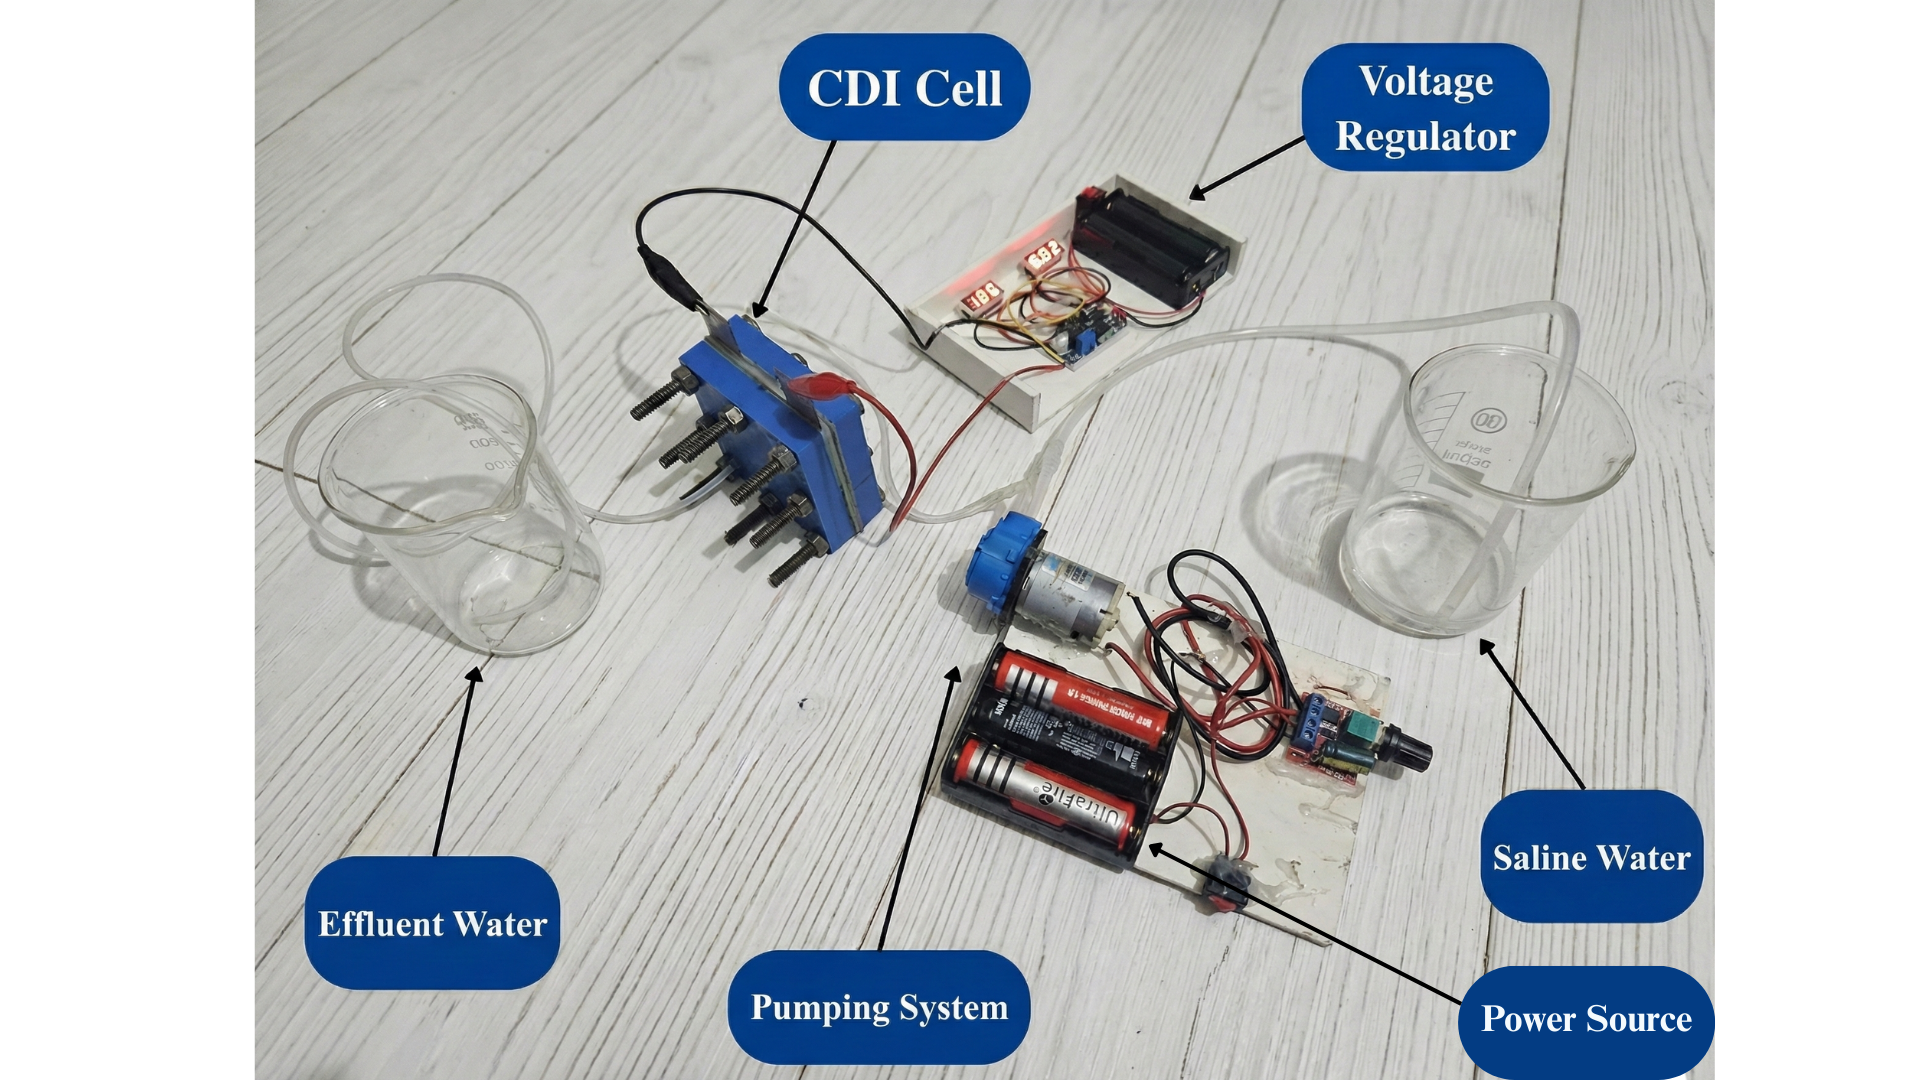 CDI Cell
Voltage
Regulator
UltraFire
Saline Water
Effluent Water
Pumping System
Power Source